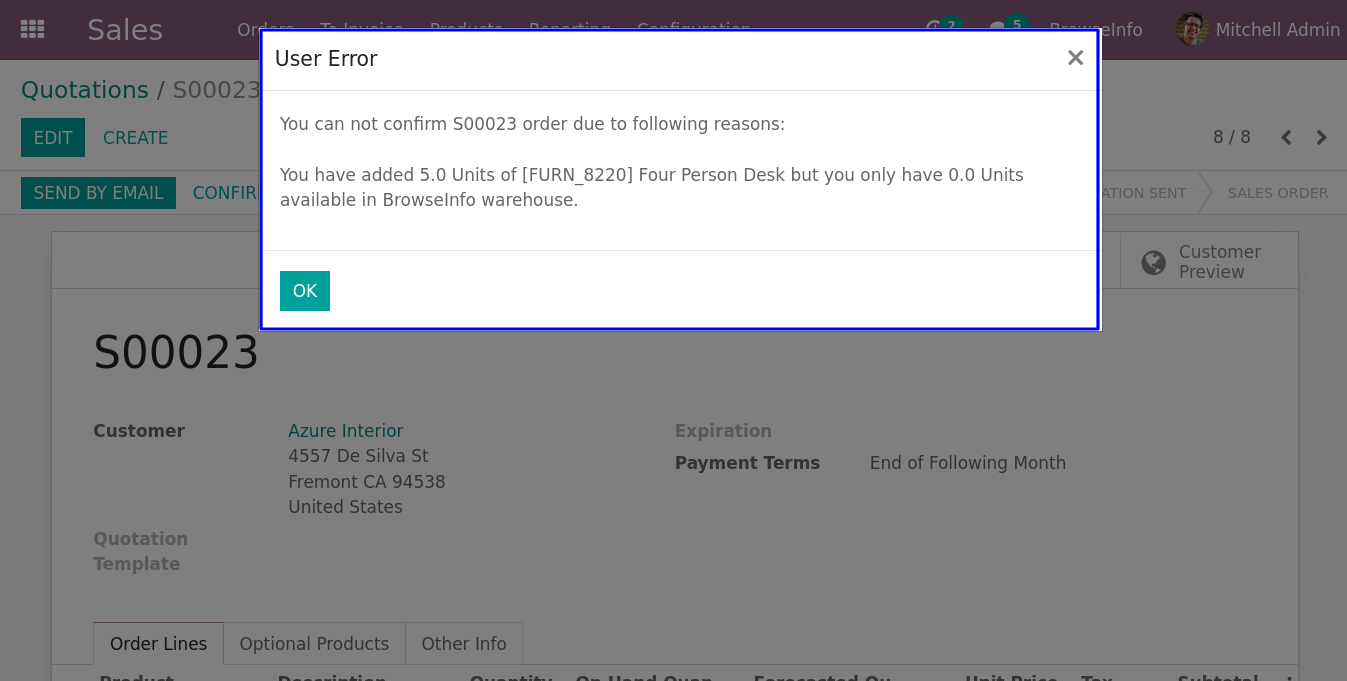 Sales
Orders To Invoice Products Reporting Configuration
2
5
Mitchell Admin
User Error
×
Quotations / S00023
EDIT CREATE
8 / 8
You can not confirm S00023 order due to following reasons:
You have added 5.0 Units of [FURN_8220] Four Person Desk but you only have 0.0 Units
available in BrowseInfo warehouse.
SEND BY EMAIL
SENT
SALES ORDER
OK
Customer
Preview
S00023
Customer
Azure Interior
4557 De Silva St
Fremont CA 94538
United States
Expiration
Payment Terms End of Following Month
Quotation
Template
Order Lines Optional Products Other Info
Product Description Quantity On Hand Quan Forecasted Qu Unit Price Tax Subtotal